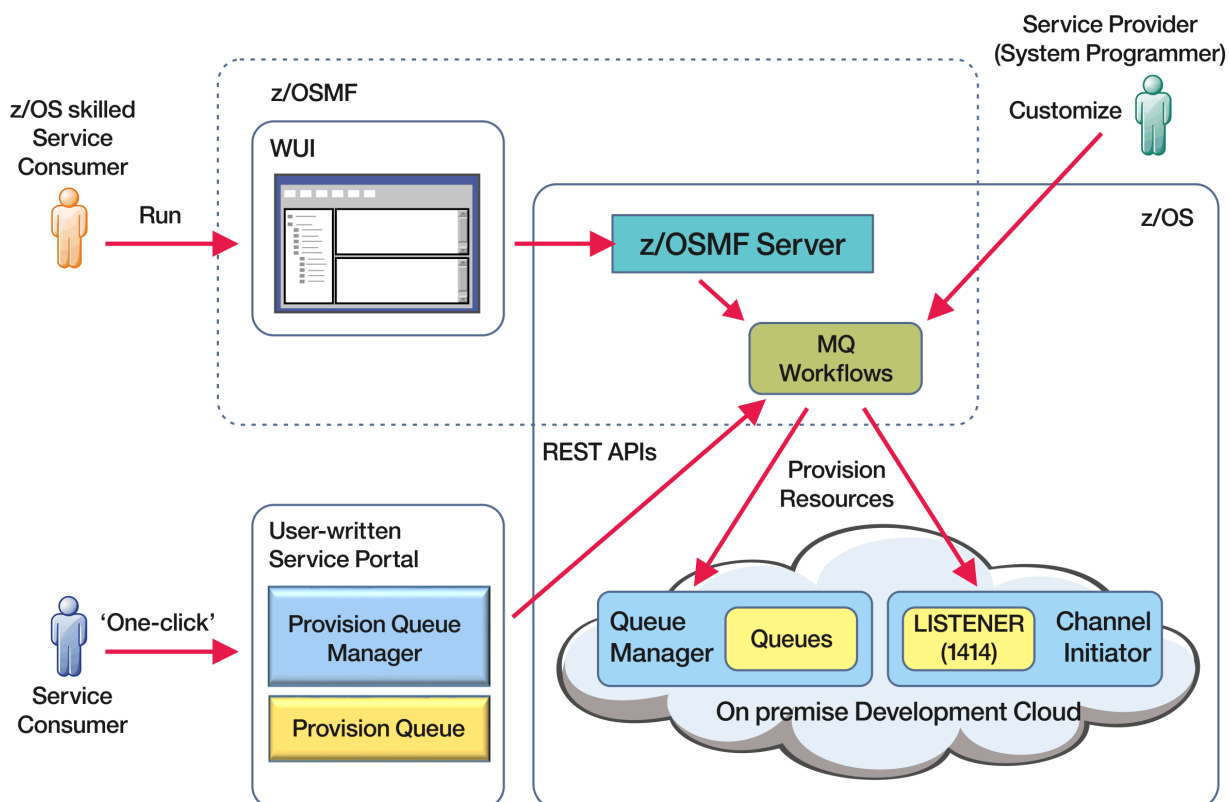 Service Provider
(System Programmer)
Customize
z/OSMF
z/OS skilled
Service
Consumer
WUI
Run
z/OS
z/OSMF Server
MQ
Workflows
REST APIs
Provision
Resources
User-written
Service Portal
'One-click'
Provision Queue
Manager
Provision Queue
Service
Consumer
Queue
Manager
Queues
LISTENER
(1414)
Channel
Initiator
On premise Development Cloud